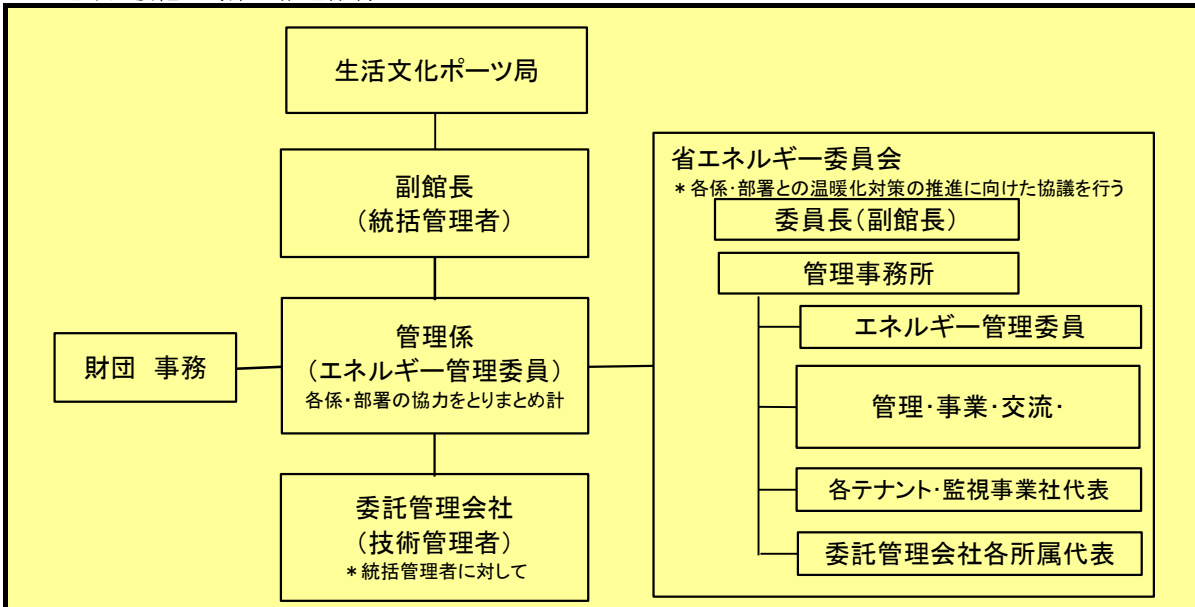 生活文化ポーツ局
副館長
（統括管理者）
財団　事務
管理係
（エネルギー管理委員）
各係・部署の協力をとりまとめ計
委託管理会社
（技術管理者）
＊統括管理者に対して
省エネルギー委員会
＊各係・部署との温暖化対策の推進に向けた協議を行う
委員長（副館長）
管理事務所
エネルギー管理委員
管理・事業・交流・
各テナント・監視事業社代表
委託管理会社各所属代表